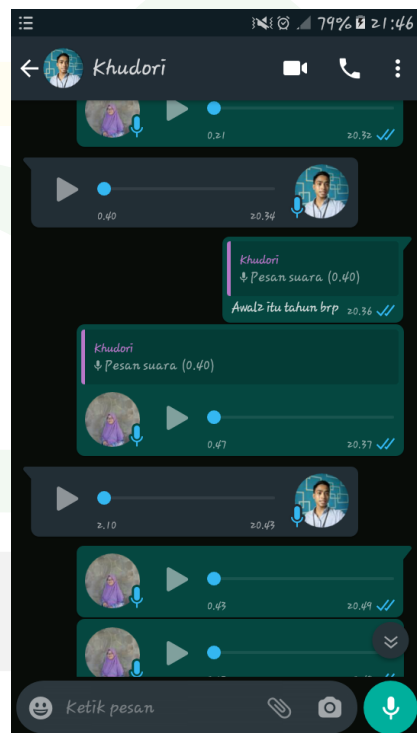 79% 21:46
Khudori
0.21 20.32
0.40 20.34
Khudori
Pesan suara (0.40)
Awal2 itu tahun brp 20.36
Khudori
Pesan suara (0.40)
0.47 20.37
2.10 20.43
0.43 20.49
Ketik pesan